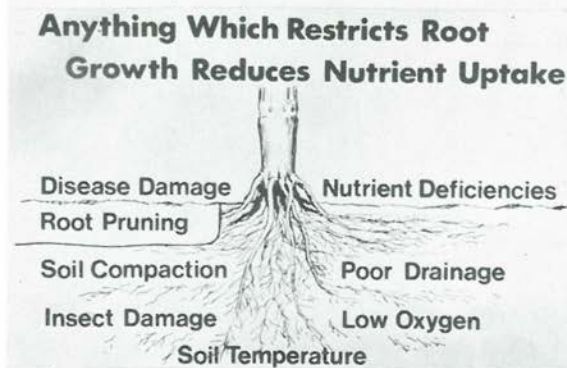 Anything Which Restricts Root
Growth Reduces Nutrient Uptake
Disease Damage
Nutrient Deficiencies
Root Pruning
Soil Compaction
Poor Drainage
Insect Damage
Low Oxygen
Soil Temperature